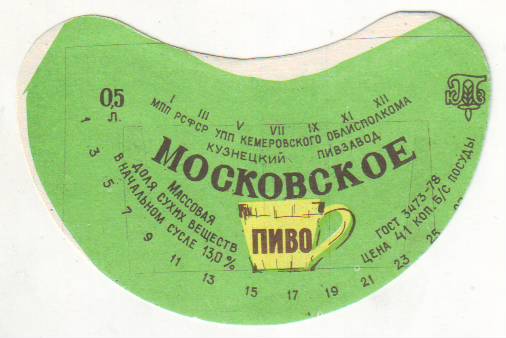 0,5
Л.
I III V VII IX XI XII
МПП РСФСР УПП КЕМЕРОВСКОГО ОБЛИСПОЛКОМА
КУЗНЕЦКИЙ ПИВЗАВОД
МОСКОВСКОЕ
ПИВО
МАССОВАЯ
ДОЛЯ СУХИХ ВЕЩЕСТВ
В НАЧАЛЬНОМ СУСЛЕ 13,0 %
ГОСТ 3473-78
ЦЕНА 41 КОП. Б/С ПОСУДЫ
1 3 5 7 9 11 13 15 17 19 21 23 25